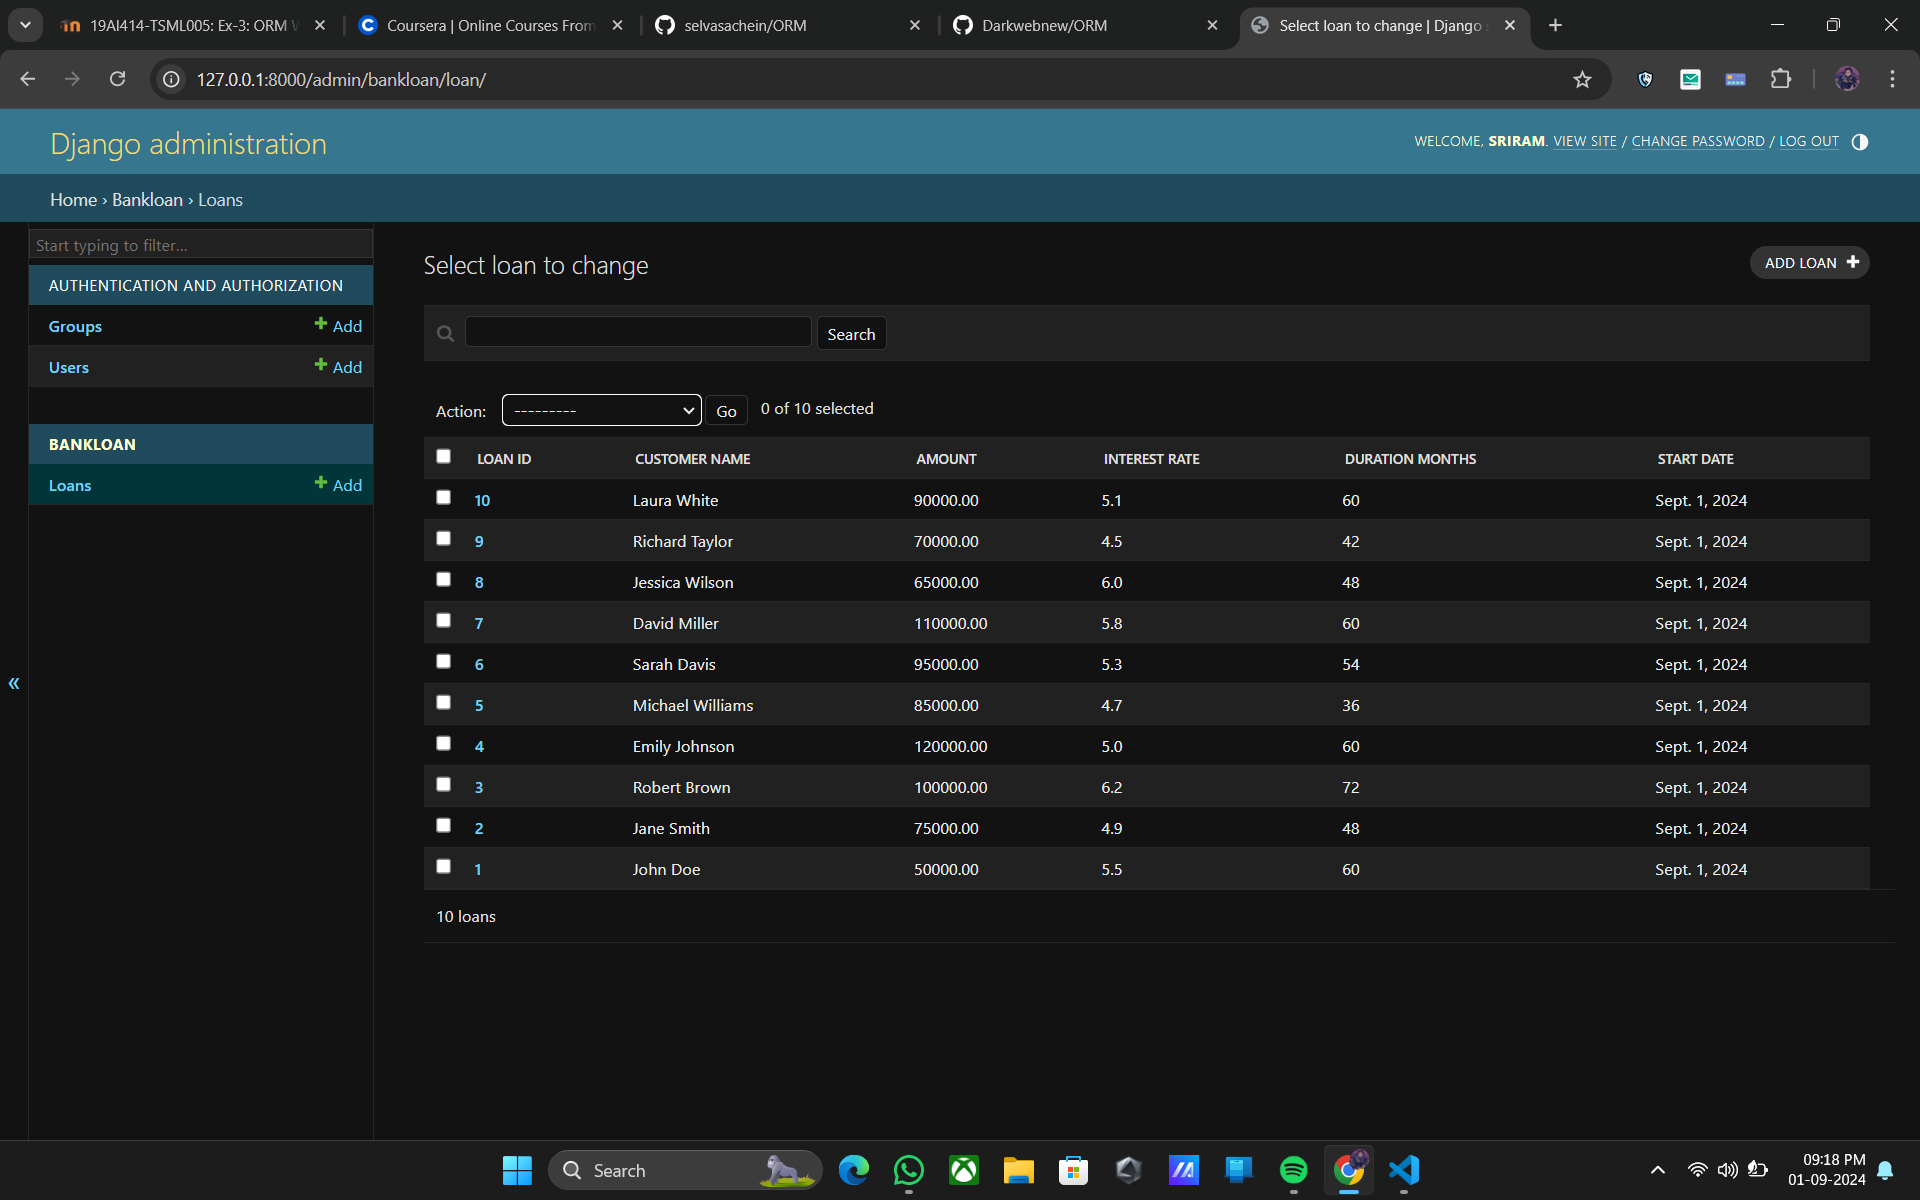 19AI414-TSML005: Ex-3: ORM
Coursera | Online Courses From
selvasachein/ORM
Darkwebnew/ORM
Select loan to change | Django
127.0.0.1:8000/admin/bankloan/loan/
Django administration
WELCOME, SRIRAM. VIEW SITE / CHANGE PASSWORD / LOG OUT
Home › Bankloan › Loans
Start typing to filter...
AUTHENTICATION AND AUTHORIZATION
Groups Add
Users Add
BANKLOAN
Loans Add
«
Select loan to change
ADD LOAN
Search
Action: --------- Go 0 of 10 selected
LOAN ID CUSTOMER NAME AMOUNT INTEREST RATE DURATION MONTHS START DATE
10 Laura White 90000.00 5.1 60 Sept. 1, 2024
9 Richard Taylor 70000.00 4.5 42 Sept. 1, 2024
8 Jessica Wilson 65000.00 6.0 48 Sept. 1, 2024
7 David Miller 110000.00 5.8 60 Sept. 1, 2024
6 Sarah Davis 95000.00 5.3 54 Sept. 1, 2024
5 Michael Williams 85000.00 4.7 36 Sept. 1, 2024
4 Emily Johnson 120000.00 5.0 60 Sept. 1, 2024
3 Robert Brown 100000.00 6.2 72 Sept. 1, 2024
2 Jane Smith 75000.00 4.9 48 Sept. 1, 2024
1 John Doe 50000.00 5.5 60 Sept. 1, 2024
10 loans
Search
09:18 PM
01-09-2024